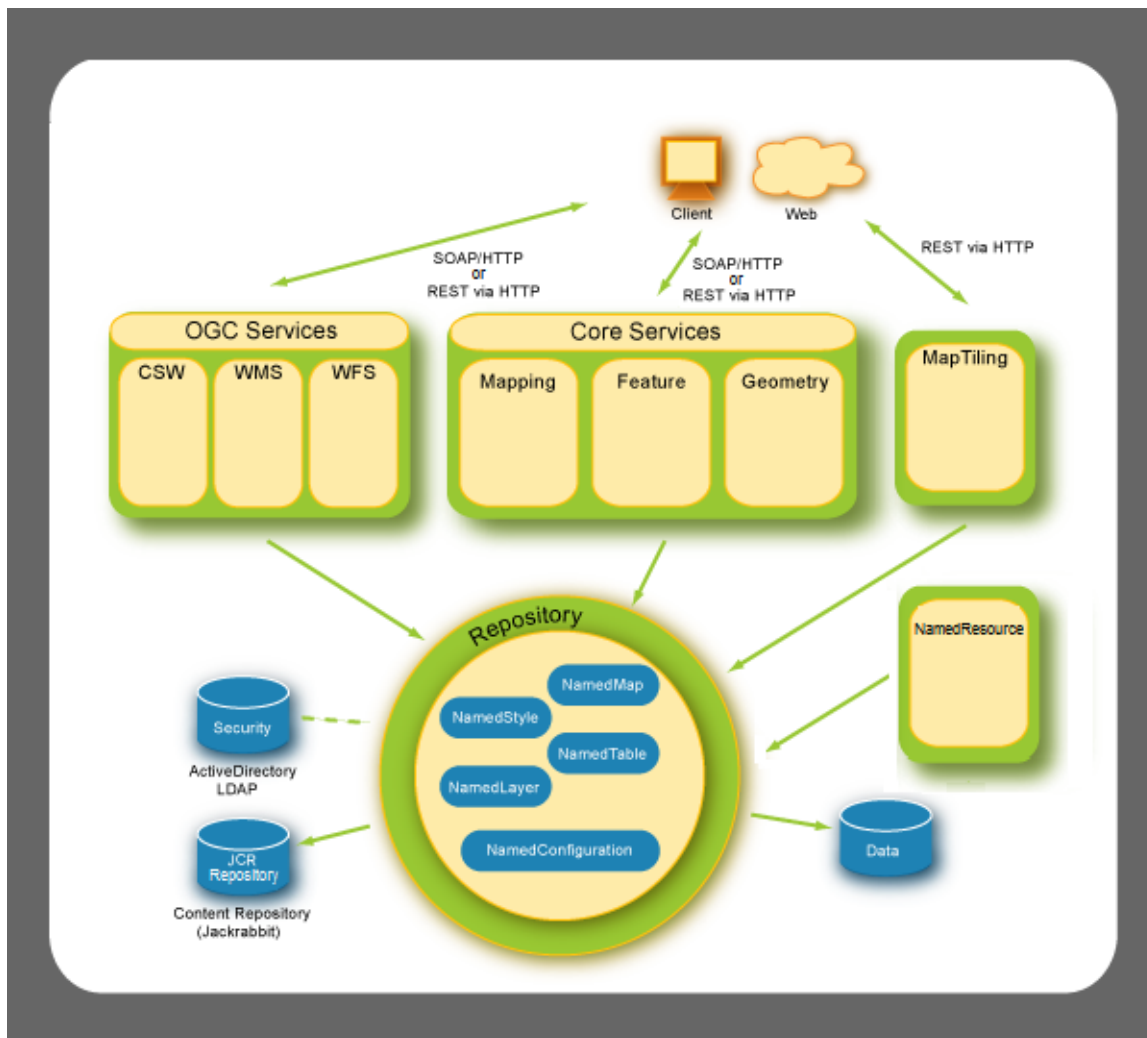 Client
Web
SOAP/HTTP
or
REST via HTTP
SOAP/HTTP
or
REST via HTTP
REST via HTTP
OGC Services
CSW
WMS
WFS
Core Services
Mapping
Feature
Geometry
MapTiling
Repository
NamedMap
NamedStyle
NamedTable
NamedLayer
NamedConfiguration
NamedResource
Security
ActiveDirectory
LDAP
JCR
Repository
Content Repository
(Jackrabbit)
Data